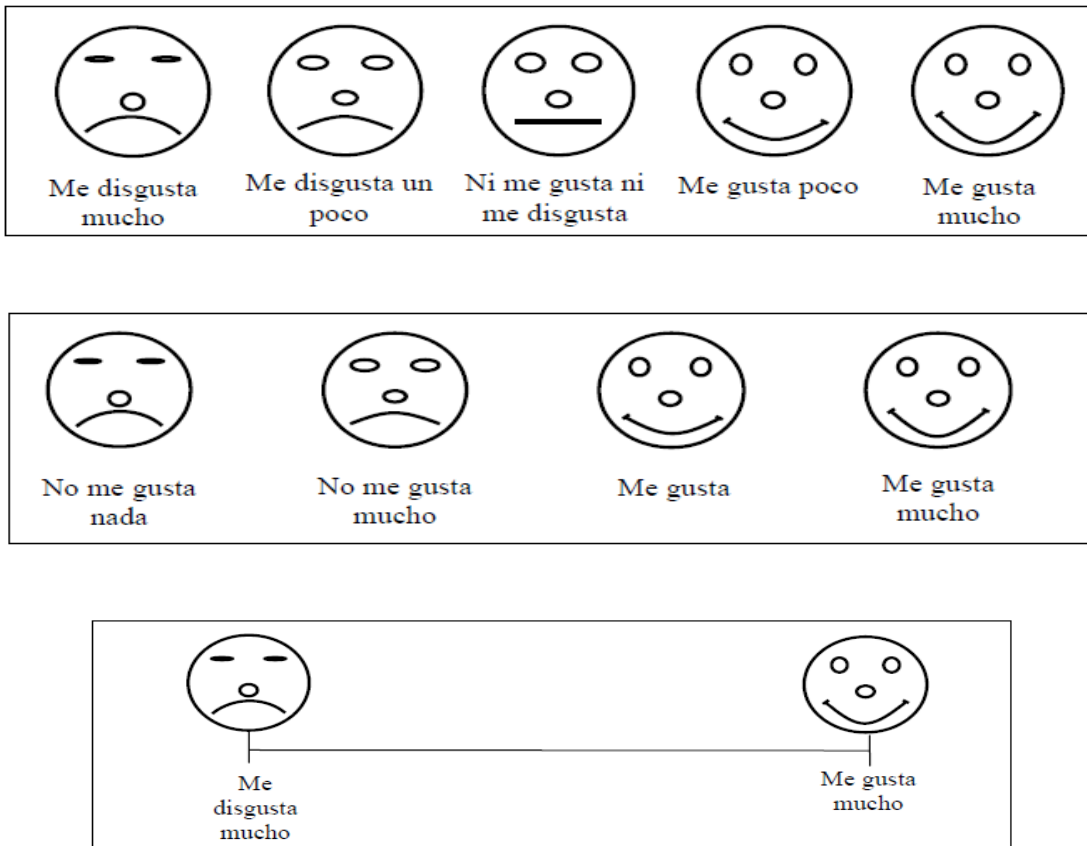 Me disgusta
mucho
Me disgusta un
poco
Ni me gusta ni
me disgusta
Me gusta poco
Me gusta
mucho
No me gusta
nada
No me gusta
mucho
Me gusta
Me gusta
mucho
Me
disgusta
mucho
Me gusta
mucho